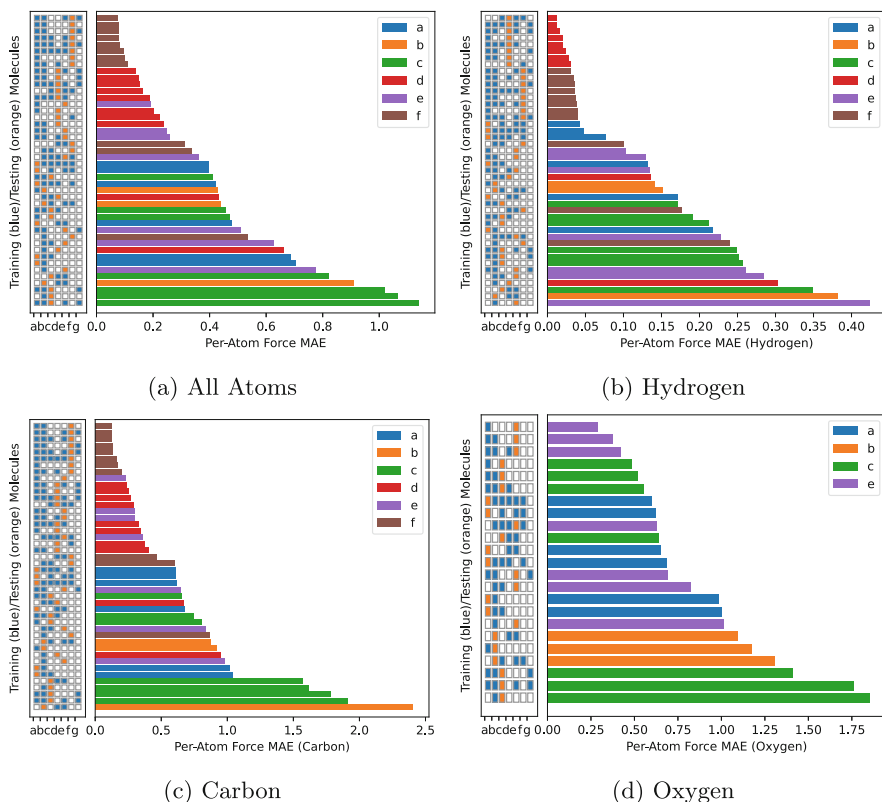 Training (blue)/Testing (orange) Molecules
a
b
c
d
e
f
abcdefg
0.0 0.2 0.4 0.6 0.8 1.0
Per-Atom Force MAE
(a) All Atoms
Training (blue)/Testing (orange) Molecules
a
b
c
d
e
f
abcdefg
0.00 0.05 0.10 0.15 0.20 0.25 0.30 0.35 0.40
Per-Atom Force MAE (Hydrogen)
(b) Hydrogen
Training (blue)/Testing (orange) Molecules
a
b
c
d
e
f
abcdefg
0.0 0.5 1.0 1.5 2.0 2.5
Per-Atom Force MAE (Carbon)
(c) Carbon
Training (blue)/Testing (orange) Molecules
a
b
c
e
abcdefg
0.00 0.25 0.50 0.75 1.00 1.25 1.50 1.75
Per-Atom Force MAE (Oxygen)
(d) Oxygen